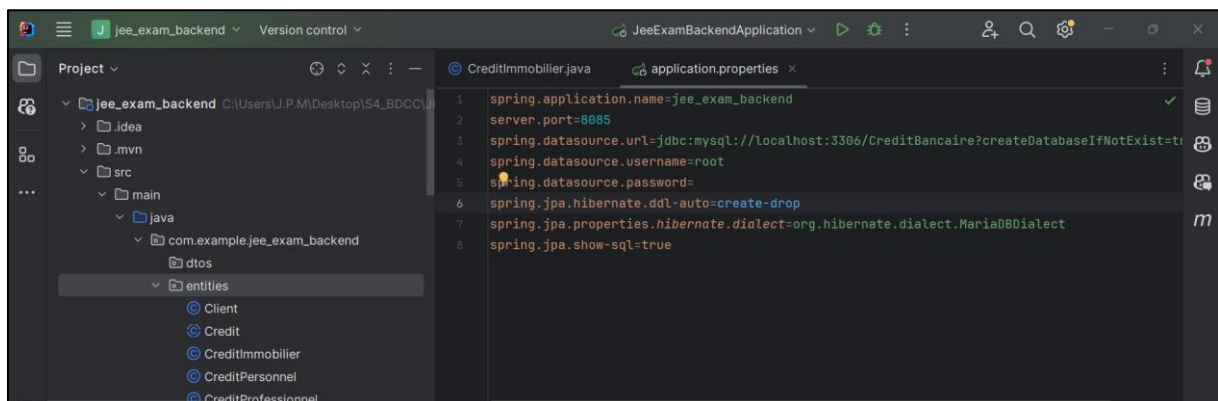 J jee_exam_backend Version control JeeExamBackendApplication
Project
CreditImmobilier.java application.properties
jee_exam_backend C:\Users\J.P.M\Desktop\S4_BDCC\
.idea
.mvn
src
main
java
com.example.jee_exam_backend
dtos
entities
Client
Credit
CreditImmobilier
CreditPersonnel
CreditProfessionnel
1 spring.application.name=jee_exam_backend
2 server.port=8085
3 spring.datasource.url=jdbc:mysql://localhost:3306/CreditBancaire?createDatabaseIfNotExist=tr
4 spring.datasource.username=root
5 spring.datasource.password=
6 spring.jpa.hibernate.ddl-auto=create-drop
7 spring.jpa.properties.hibernate.dialect=org.hibernate.dialect.MariaDBDialect
8 spring.jpa.show-sql=true
m